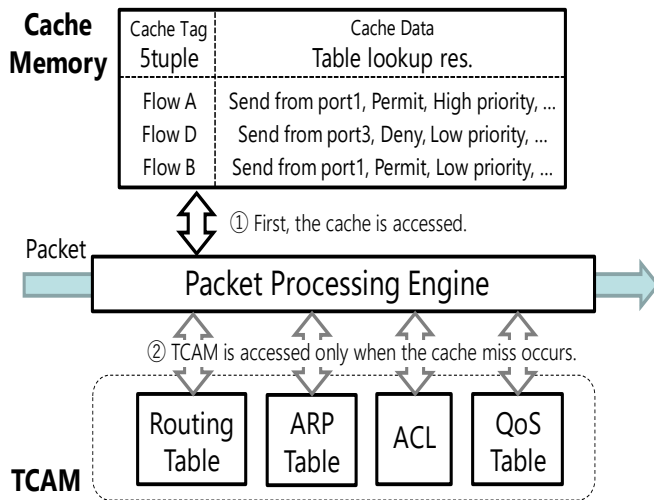 Cache
Memory
Cache Tag
5tuple
Cache Data
Table lookup res.
Flow A
Send from port1, Permit, High priority, ...
Flow D
Send from port3, Deny, Low priority, ...
Flow B
Send from port1, Permit, Low priority, ...
① First, the cache is accessed.
Packet
Packet Processing Engine
② TCAM is accessed only when the cache miss occurs.
Routing
Table
ARP
Table
ACL
QoS
Table
TCAM